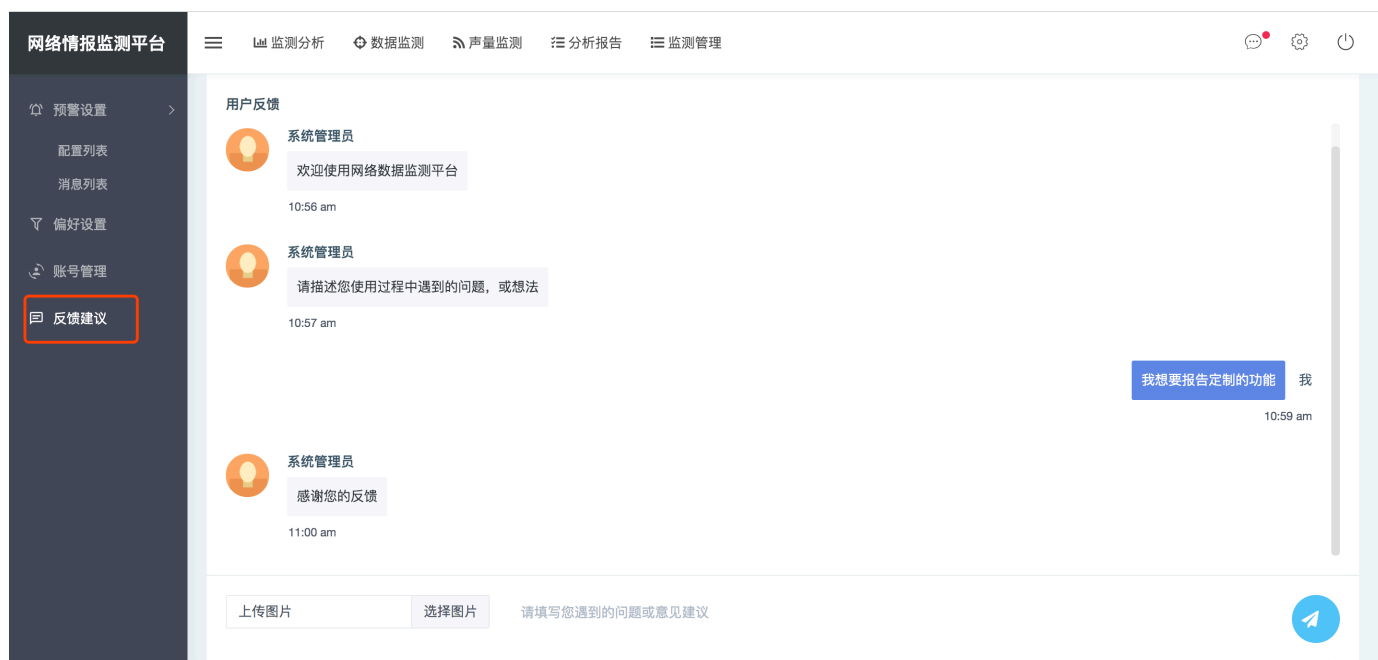 网络情报监测平台
监测分析 数据监测 声量监测 分析报告 监测管理
预警设置
配置列表
消息列表
偏好设置
账号管理
反馈建议
用户反馈
系统管理员
欢迎使用网络数据监测平台
10:56 am
系统管理员
请描述您使用过程中遇到的问题，或想法
10:57 am
我想要报告定制的功能 我
10:59 am
系统管理员
感谢您的反馈
11:00 am
上传图片 选择图片 请填写您遇到的问题或意见建议